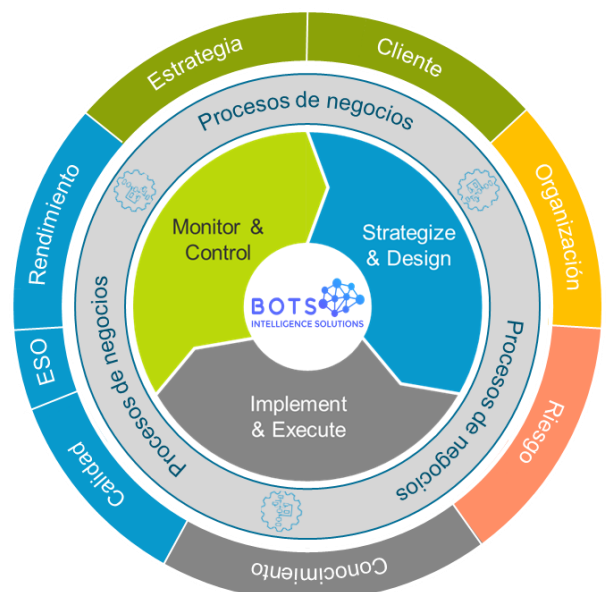 Estrategia
Cliente
Organización
Riesgo
Conocimiento
Calidad
ESO
Rendimiento
Procesos de negocios
Procesos de negocios
Procesos de negocios
Monitor &
Control
Strategize
& Design
Implement
& Execute
BOTS
INTELLIGENCE SOLUTIONS